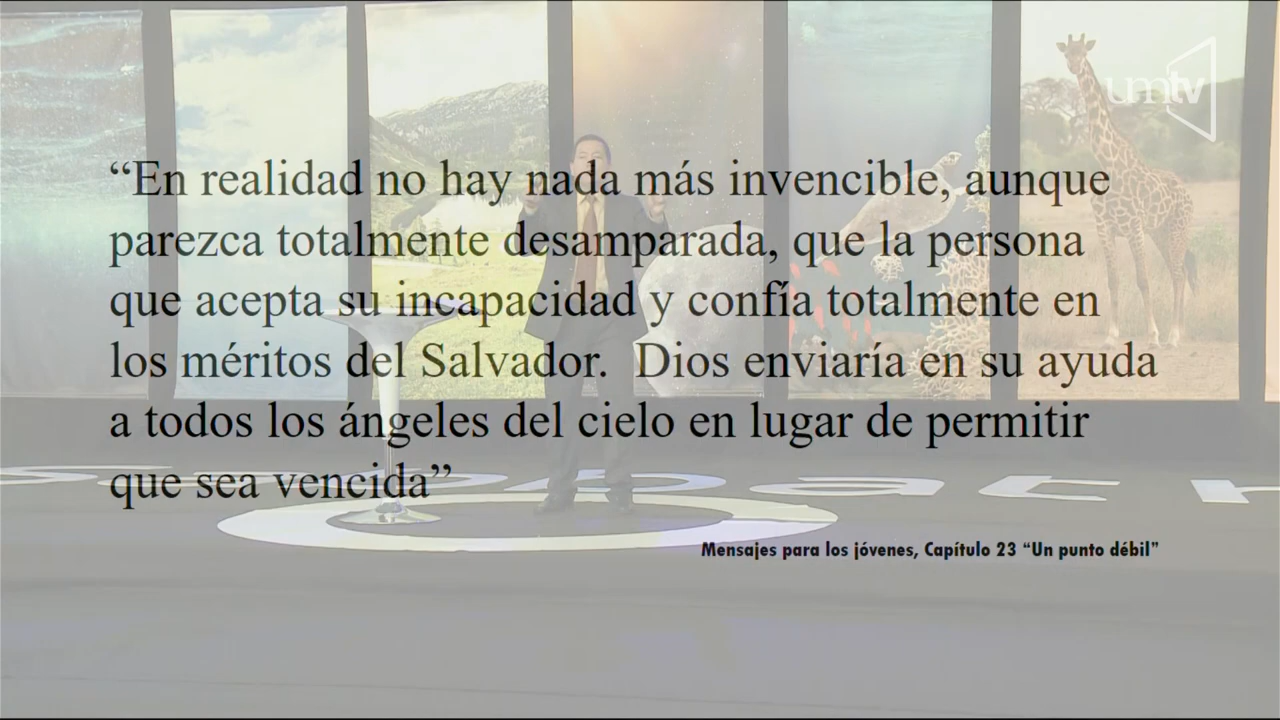 umtv
“En realidad no hay nada más invencible, aunque
parezca totalmente desamparada, que la persona
que acepta su incapacidad y confía totalmente en
los méritos del Salvador.  Dios enviaría en su ayuda
a todos los ángeles del cielo en lugar de permitir
que sea vencida”
Mensajes para los jóvenes, Capítulo 23 “Un punto débil”